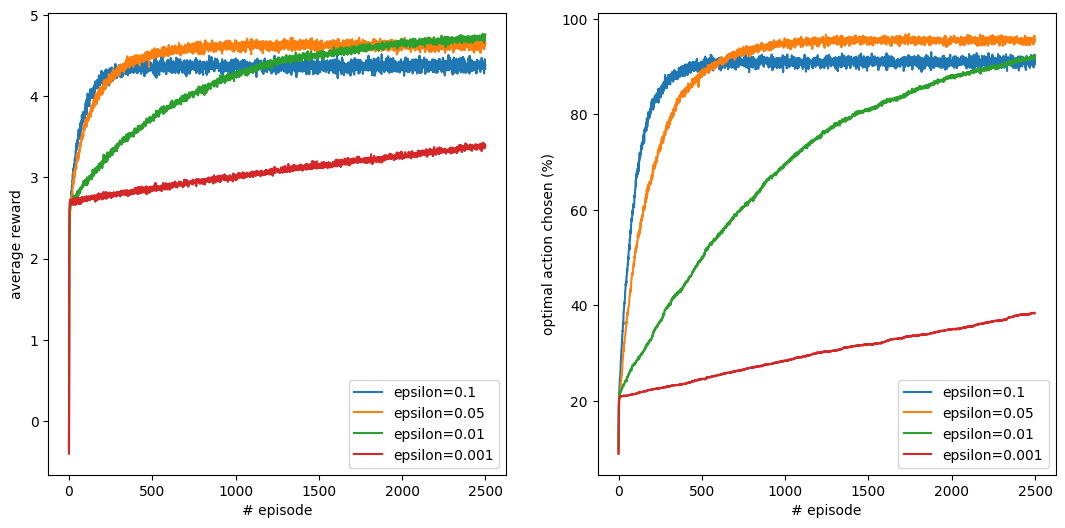 5
4
3
2
1
0
average reward
0
500
1000
1500
2000
2500
# episode
epsilon=0.1
epsilon=0.05
epsilon=0.01
epsilon=0.001
100
80
60
40
20
optimal action chosen (%)
0
500
1000
1500
2000
2500
# episode
epsilon=0.1
epsilon=0.05
epsilon=0.01
epsilon=0.001